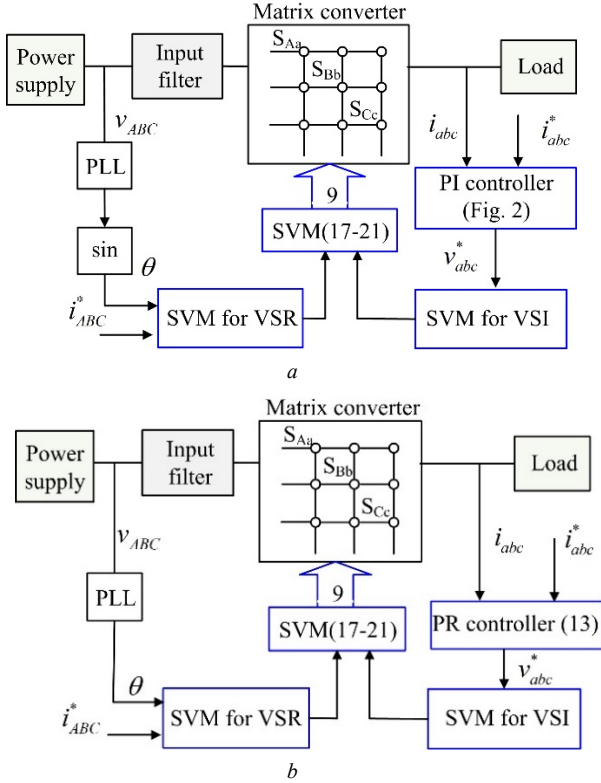 Matrix converter
Power
supply
Input
filter
S_Aa
S_Bb
S_Cc
Load
v_ABC
i_abc
i*_abc
PLL
9
PI controller
(Fig. 2)
SVM(17-21)
sin
θ
v*_abc
i*_ABC
SVM for VSR
SVM for VSI
a
Matrix converter
Power
supply
Input
filter
S_Aa
S_Bb
S_Cc
Load
v_ABC
i_abc
i*_abc
PLL
9
SVM(17-21)
PR controller (13)
θ
v*_abc
i*_ABC
SVM for VSR
SVM for VSI
b